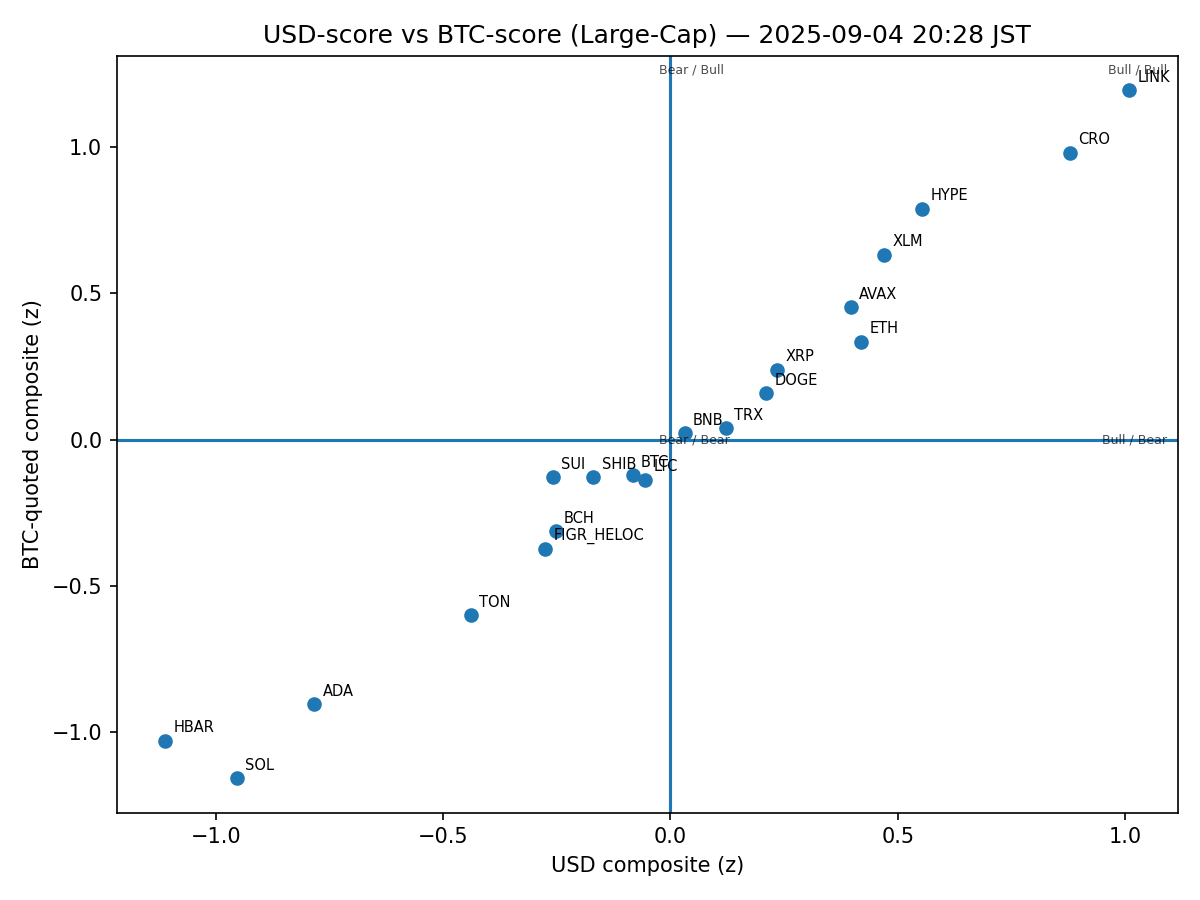 USD-score vs BTC-score (Large-Cap) — 2025-09-04 20:28 JST
Bear / Bull
Bull / Bull
LINK
CRO
HYPE
XLM
AVAX
ETH
XRP
DOGE
TRX
BNB
Bear / Bear
Bull / Bear
SUI
SHIB
BTC
LTC
BCH
FIGR_HELOC
TON
ADA
HBAR
SOL
1.0
0.5
0.0
−0.5
−1.0
BTC-quoted composite (z)
−1.0
−0.5
0.0
0.5
1.0
USD composite (z)